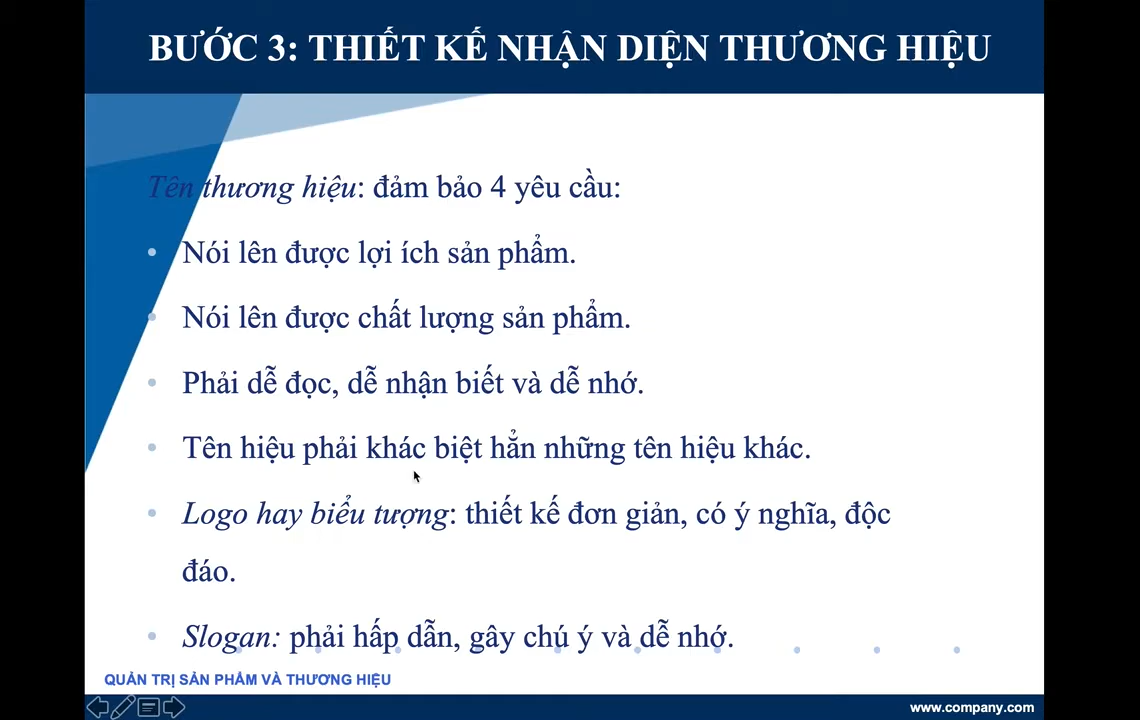 BƯỚC 3: THIẾT KẾ NHẬN DIỆN THƯƠNG HIỆU
Tên thương hiệu: đảm bảo 4 yêu cầu:
• Nói lên được lợi ích sản phẩm.
• Nói lên được chất lượng sản phẩm.
• Phải dễ đọc, dễ nhận biết và dễ nhớ.
• Tên hiệu phải khác biệt hẳn những tên hiệu khác.
• Logo hay biểu tượng: thiết kế đơn giản, có ý nghĩa, độc
đáo.
• Slogan: phải hấp dẫn, gây chú ý và dễ nhớ.
QUẢN TRỊ SẢN PHẨM VÀ THƯƠNG HIỆU
www.company.com